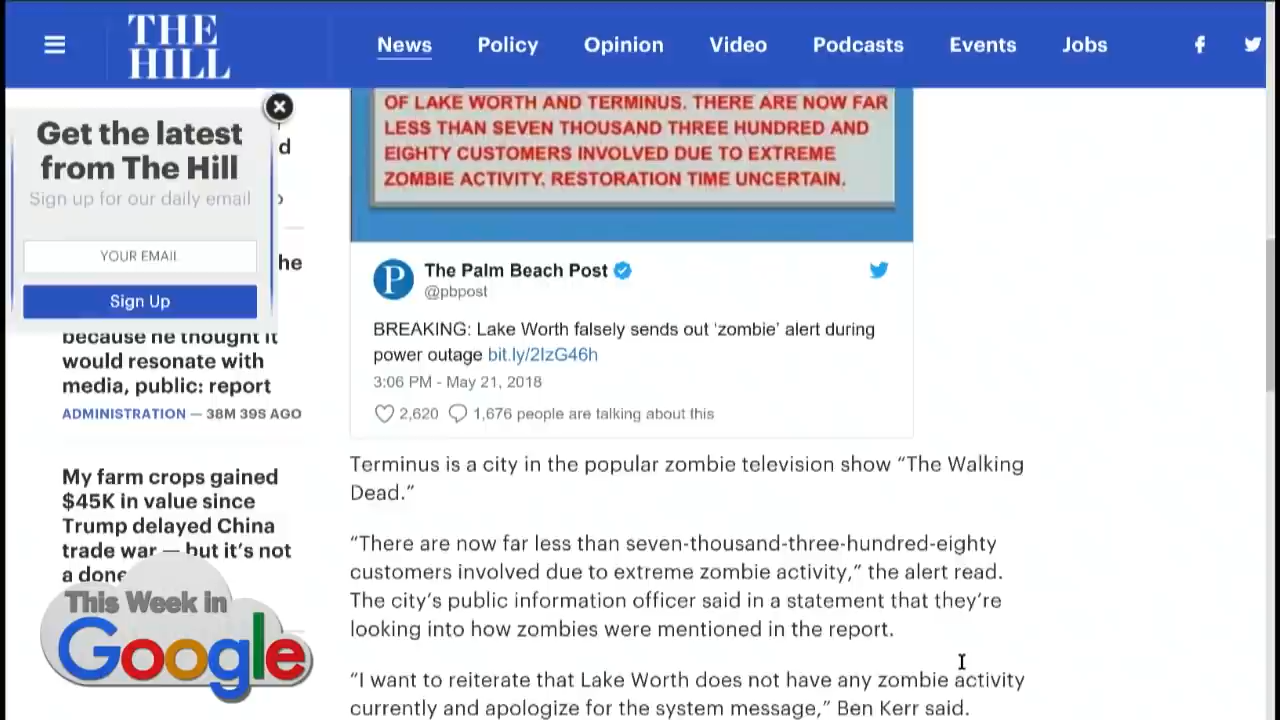 THE
HILL
News Policy Opinion Video Podcasts Events Jobs
OF LAKE WORTH AND TERMINUS. THERE ARE NOW FAR
LESS THAN SEVEN THOUSAND THREE HUNDRED AND
EIGHTY CUSTOMERS INVOLVED DUE TO EXTREME
ZOMBIE ACTIVITY. RESTORATION TIME UNCERTAIN.
Get the latest
from The Hill
Sign up for our daily email
YOUR EMAIL
Sign Up
d
he
because he thought it
would resonate with
media, public: report
ADMINISTRATION — 38M 39S AGO
My farm crops gained
$45K in value since
Trump delayed China
trade war — but it's not
a done
This Week in
Google
The Palm Beach Post
@pbpost
BREAKING: Lake Worth falsely sends out 'zombie' alert during
power outage bit.ly/2IzG46h
3:06 PM - May 21, 2018
2,620 1,676 people are talking about this
Terminus is a city in the popular zombie television show “The Walking
Dead.”
“There are now far less than seven-thousand-three-hundred-eighty
customers involved due to extreme zombie activity,” the alert read.
The city’s public information officer said in a statement that they’re
looking into how zombies were mentioned in the report.
“I want to reiterate that Lake Worth does not have any zombie activity
currently and apologize for the system message,” Ben Kerr said.